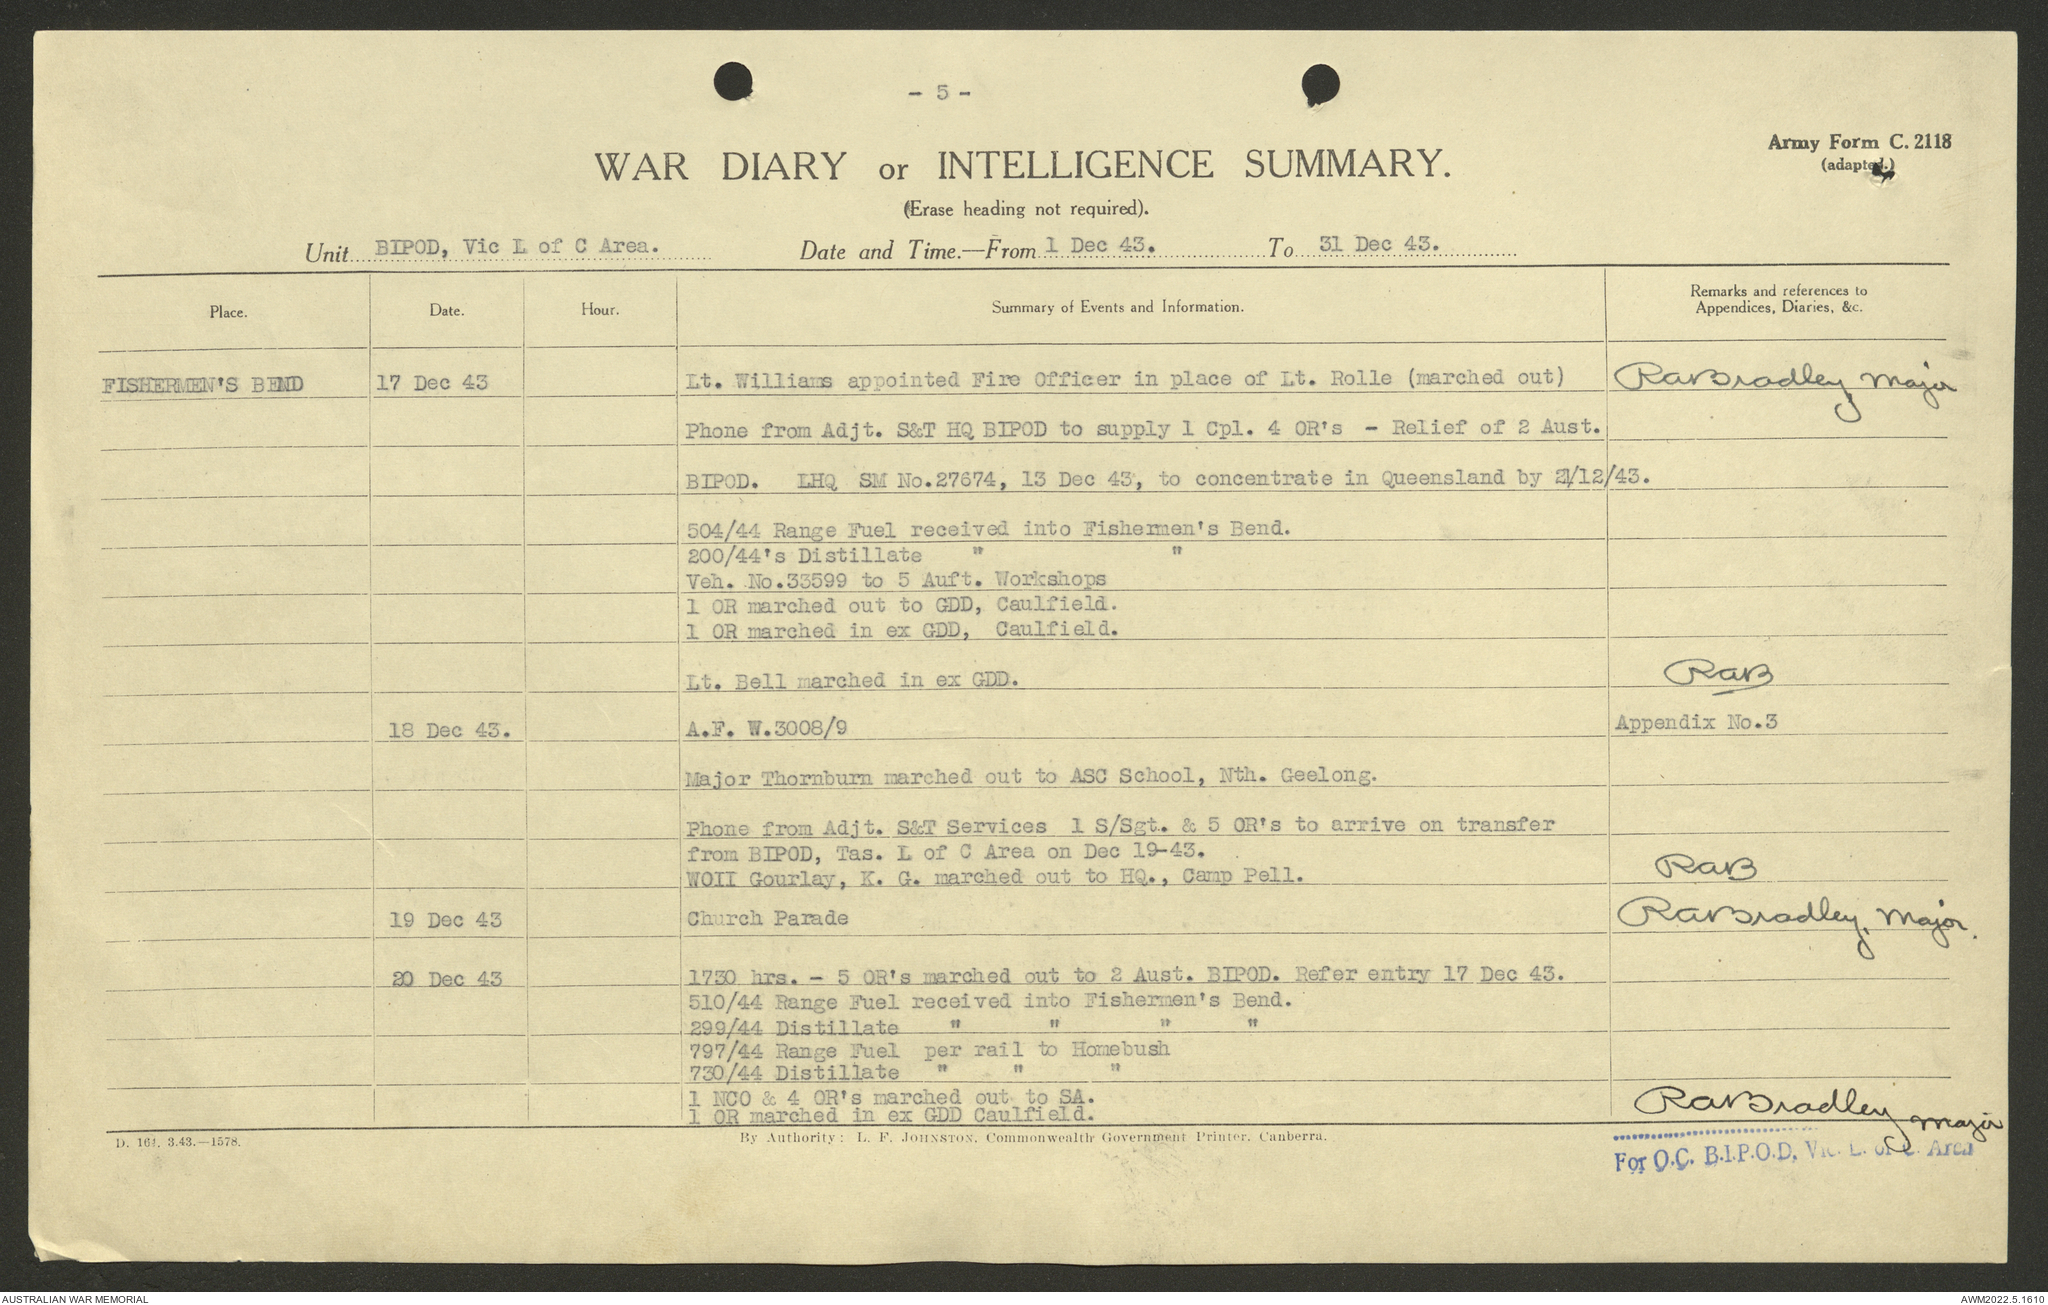 - 5 -
Army Form C. 2118
(adapted.)
WAR DIARY or INTELLIGENCE SUMMARY.
(Erase heading not required).
Unit BIPOD, Vic L of C Area. Date and Time.—From 1 Dec 43. To 31 Dec 43.
Place. Date. Hour. Summary of Events and Information. Remarks and references to
Appendices, Diaries, &c.
FISHERMEN'S BEND 17 Dec 43 Lt. Williams appointed Fire Officer in place of Lt. Rolle (marched out) RABradley Major
Phone from Adjt. S&T HQ BIPOD to supply 1 Cpl. 4 OR's - Relief of 2 Aust.
BIPOD. LHQ SM No.27674, 13 Dec 43, to concentrate in Queensland by 21/12/43.
504/44 Range Fuel received into Fishermen's Bend.
200/44's Distillate " "
Veh. No.33599 to 5 Auft. Workshops
1 OR marched out to GDD, Caulfield.
1 OR marched in ex GDD, Caulfield.
Lt. Bell marched in ex GDD. RAB
18 Dec 43. A.F. W.3008/9 Appendix No.3
Major Thornburn marched out to ASC School, Nth. Geelong.
Phone from Adjt. S&T Services 1 S/Sgt. & 5 OR's to arrive on transfer
from BIPOD, Tas. L of C Area on Dec 19-43.
WOII Gourlay, K. G. marched out to HQ., Camp Pell. RAB
19 Dec 43 Church Parade RABradley, Major.
20 Dec 43 1730 hrs. - 5 OR's marched out to 2 Aust. BIPOD. Refer entry 17 Dec 43.
510/44 Range Fuel received into Fishermen's Bend.
299/44 Distillate " " " "
797/44 Range Fuel per rail to Homebush
730/44 Distillate " " "
1 NCO & 4 OR's marched out to SA.
1 OR marched in ex GDD Caulfield. RABradley Major
D. 164. 3.43.—1578. By Authority: L. F. JOHNSTON, Commonwealth Government Printer, Canberra.
For O.C. B.I.P.O.D, Vic. L. of C. Area
AUSTRALIAN WAR MEMORIAL AWM2022.5.1610